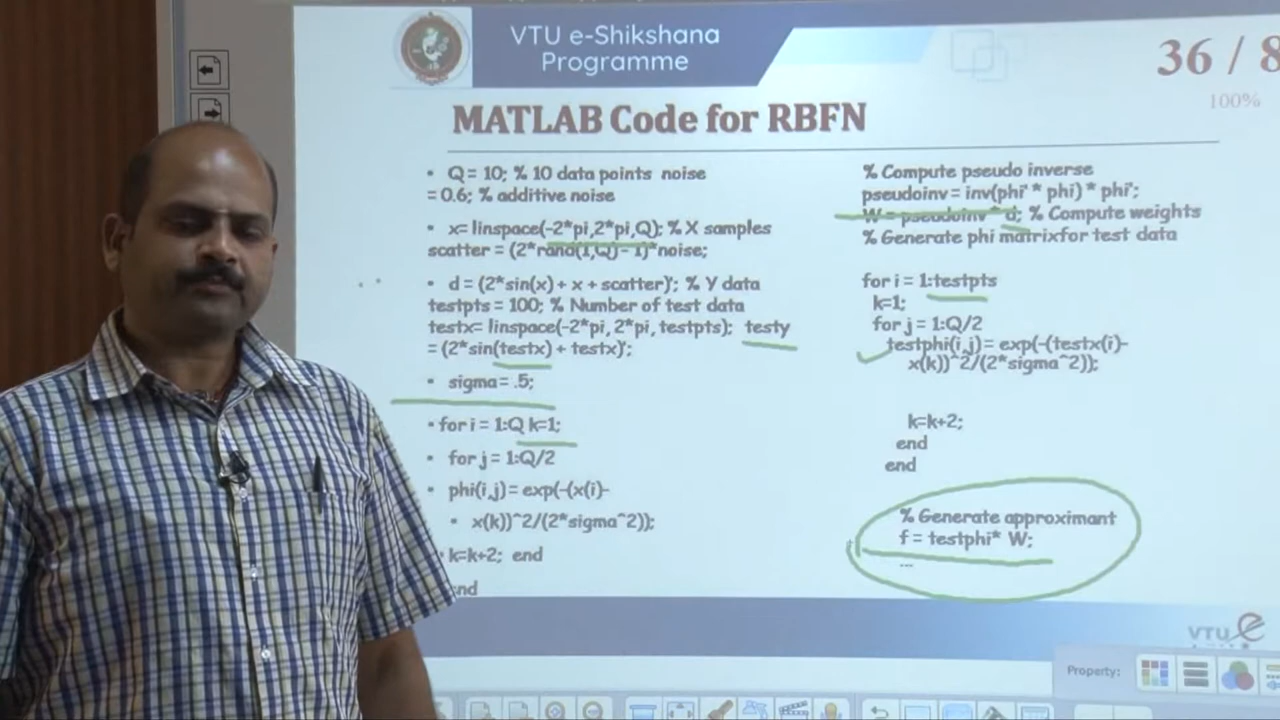 VTU e-Shikshana
Programme
36 / 8
100%
MATLAB Code for RBFN
• Q = 10; % 10 data points noise
= 0.6; % additive noise
• x= linspace(-2*pi,2*pi,Q); % X samples
scatter = (2*rand(1,Q)- 1)*noise;
• d = (2*sin(x) + x + scatter)'; % Y data
testpts = 100; % Number of test data
testx= linspace(-2*pi, 2*pi, testpts); testy
= (2*sin(testx) + testx)';
• sigma = .5;
• for i = 1:Q k=1;
• for j = 1:Q/2
• phi(i,j) = exp(-(x(i)-
• x(k))^2/(2*sigma^2));
• k=k+2; end
end
% Compute pseudo inverse
pseudoinv = inv(phi' * phi) * phi';
W = pseudoinv * d; % Compute weights
% Generate phi matrixfor test data
for i = 1:testpts
k=1;
for j = 1:Q/2
testphi(i,j) = exp(-(testx(i)-
x(k))^2/(2*sigma^2));
k=k+2;
end
end
% Generate approximant
f = testphi* W;
...
VTU e
Property: